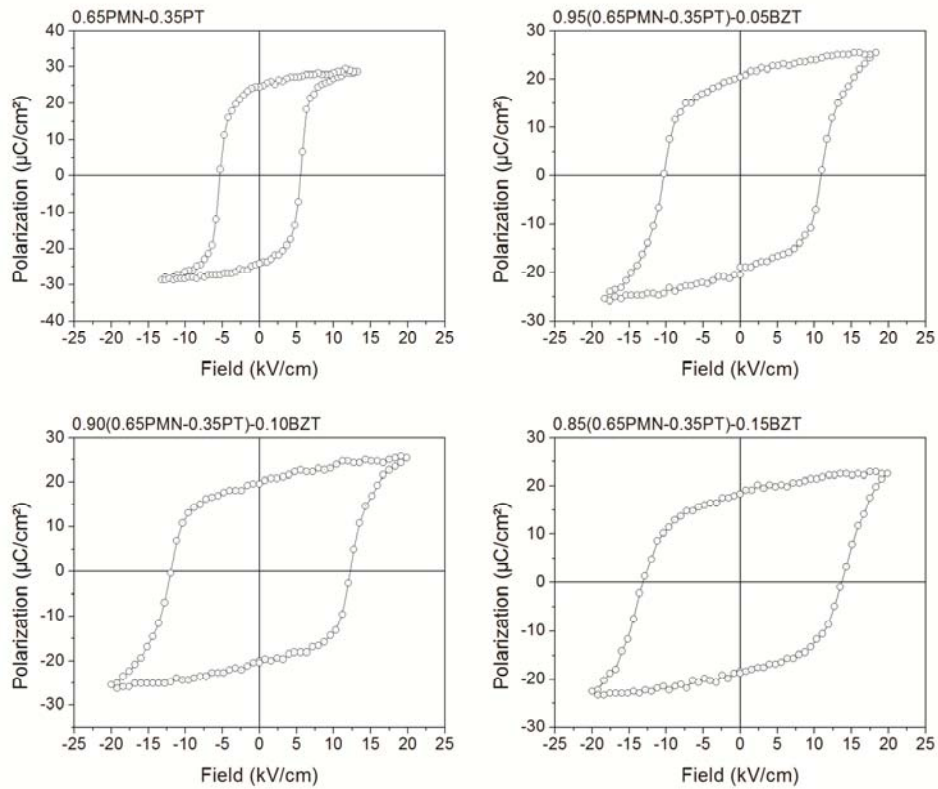 0.65PMN-0.35PT
40
30
20
10
0
-10
-20
-30
-40
-25 -20 -15 -10 -5 0 5 10 15 20 25
Polarization (µC/cm²)
Field (kV/cm)
0.95(0.65PMN-0.35PT)-0.05BZT
30
20
10
0
-10
-20
-30
-25 -20 -15 -10 -5 0 5 10 15 20 25
Polarization (µC/cm²)
Field (kV/cm)
0.90(0.65PMN-0.35PT)-0.10BZT
30
20
10
0
-10
-20
-30
-25 -20 -15 -10 -5 0 5 10 15 20 25
Polarization (µC/cm²)
Field (kV/cm)
0.85(0.65PMN-0.35PT)-0.15BZT
30
20
10
0
-10
-20
-30
-25 -20 -15 -10 -5 0 5 10 15 20 25
Polarization (µC/cm²)
Field (kV/cm)